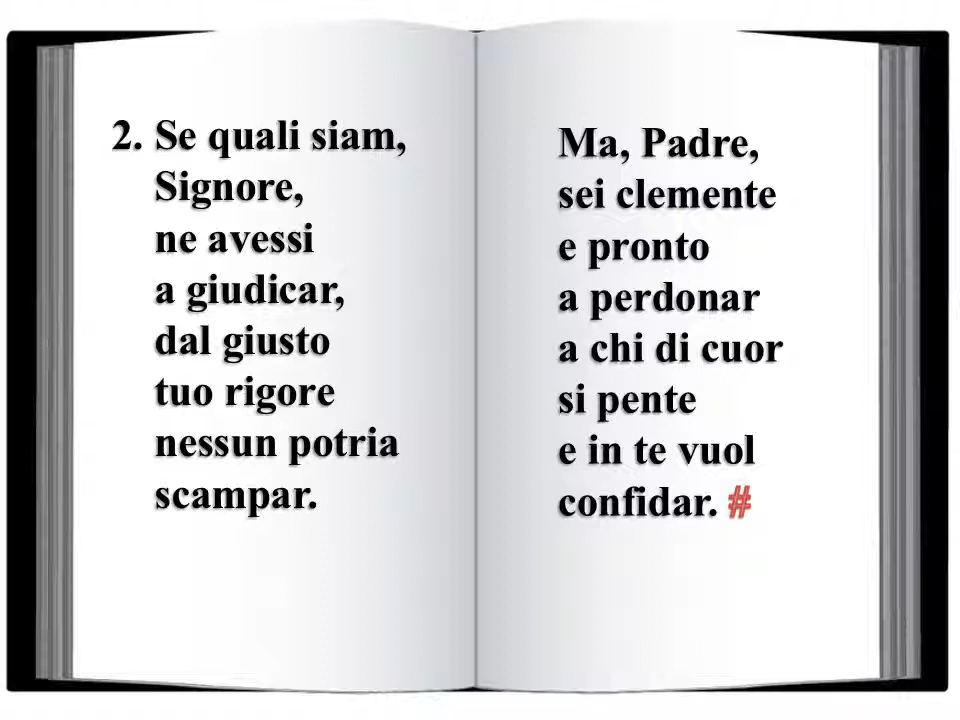 2. Se quali siam,
Signore,
ne avessi
a giudicar,
dal giusto
tuo rigore
nessun potria
scampar.
Ma, Padre,
sei clemente
e pronto
a perdonar
a chi di cuor
si pente
e in te vuol
confidar. #